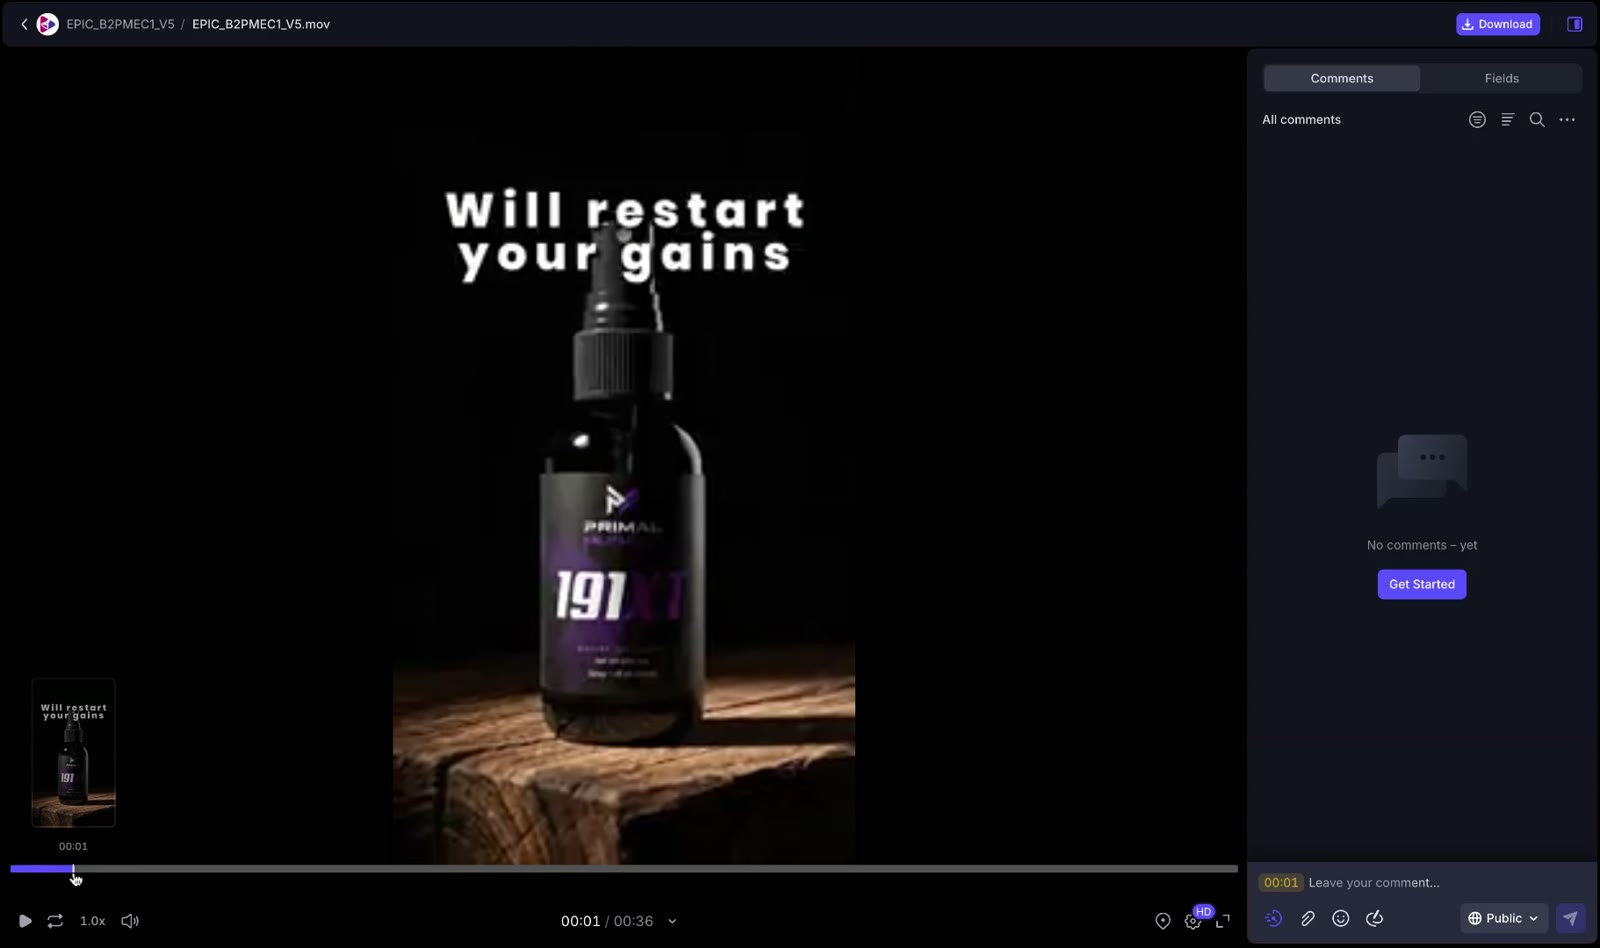 EPIC_B2PMEC1_V5 / EPIC_B2PMEC1_V5.mov
Download
Comments
Fields
All comments
Will restart
your gains
PRIMAL
191XT
No comments – yet
Get Started
Will restart
your gains
191
00:01
00:01 Leave your comment...
1.0x
00:01 / 00:36
HD
Public